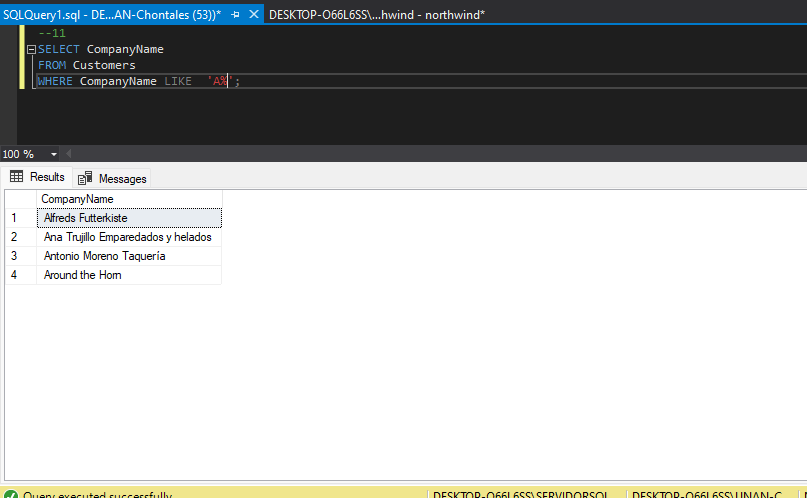 SQLQuery1.sql - DE...AN-Chontales (53))* DESKTOP-O66L6SS\...hwind - northwind*
--11
SELECT CompanyName
FROM Customers
WHERE CompanyName LIKE 'A%';
100 %
Results Messages
CompanyName
1 Alfreds Futterkiste
2 Ana Trujillo Emparedados y helados
3 Antonio Moreno Taquería
4 Around the Horn
Query executed successfully. DESKTOP-O66L6SS\SERVIDORSQL DESKTOP-O66L6SS\UNAN-C